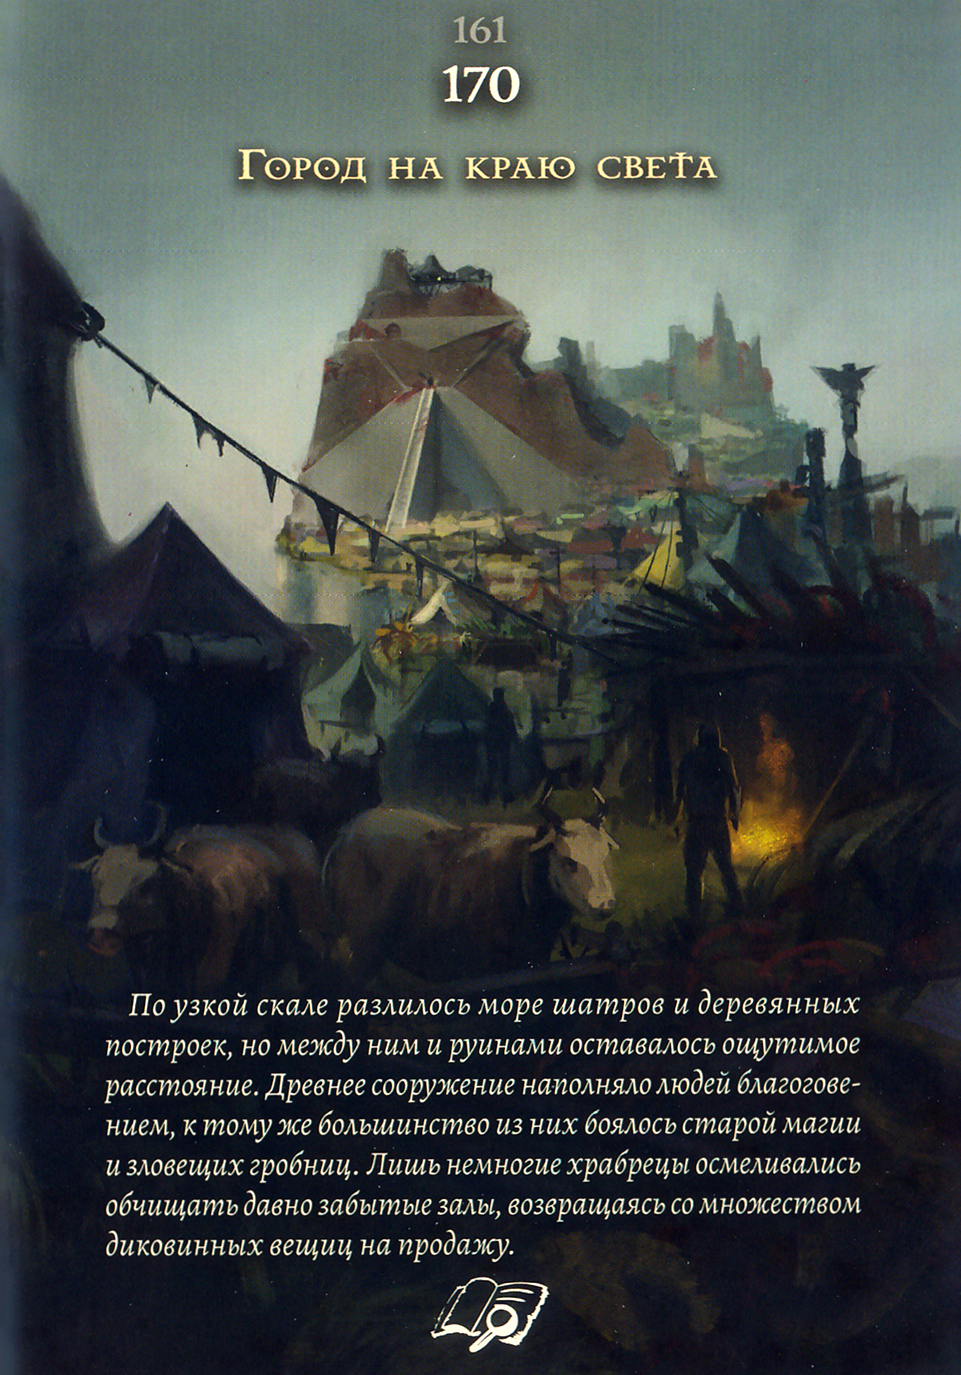 161
170
Город на краю света
По узкой скале разлилось море шатров и деревянных
построек, но между ним и руинами оставалось ощутимое
расстояние. Древнее сооружение наполняло людей благогове-
нием, к тому же большинство из них боялось старой магии
и зловещих гробниц. Лишь немногие храбрецы осмеливались
обчищать давно забытые залы, возвращаясь со множеством
диковинных вещиц на продажу.